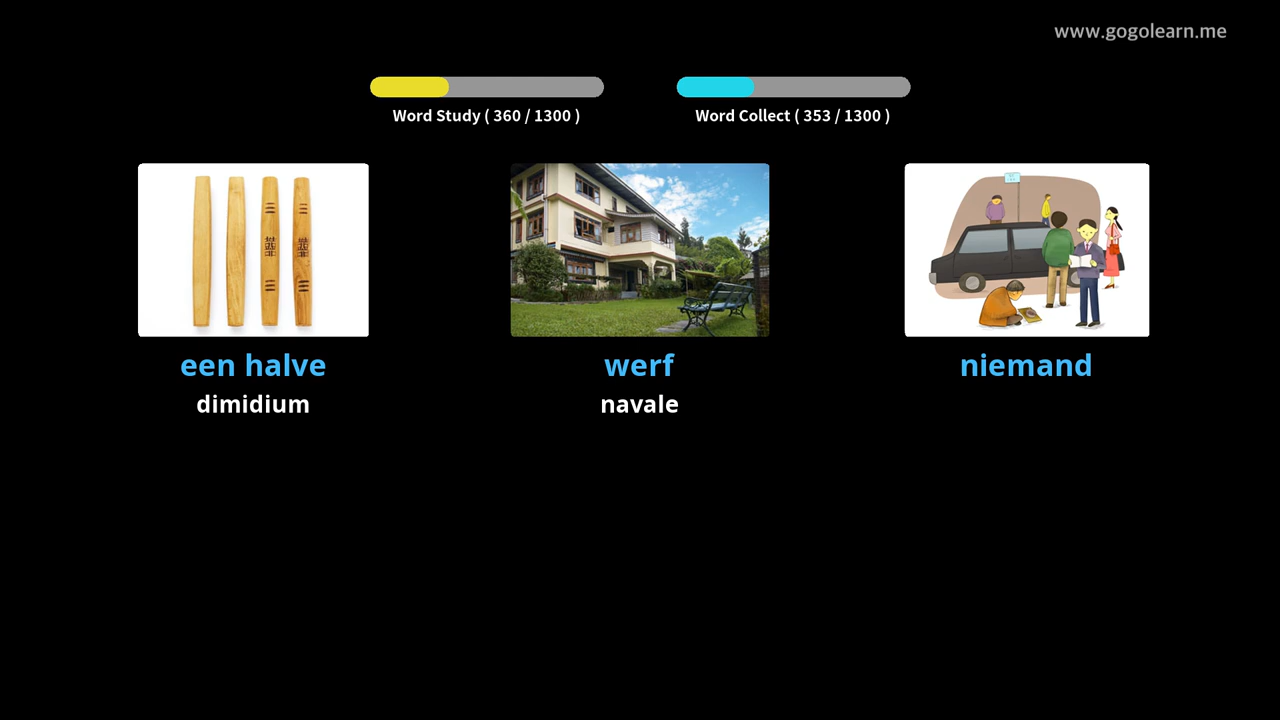 www.gogolearn.me
Word Study ( 360 / 1300 )
Word Collect ( 353 / 1300 )
een halve
dimidium
werf
navale
niemand